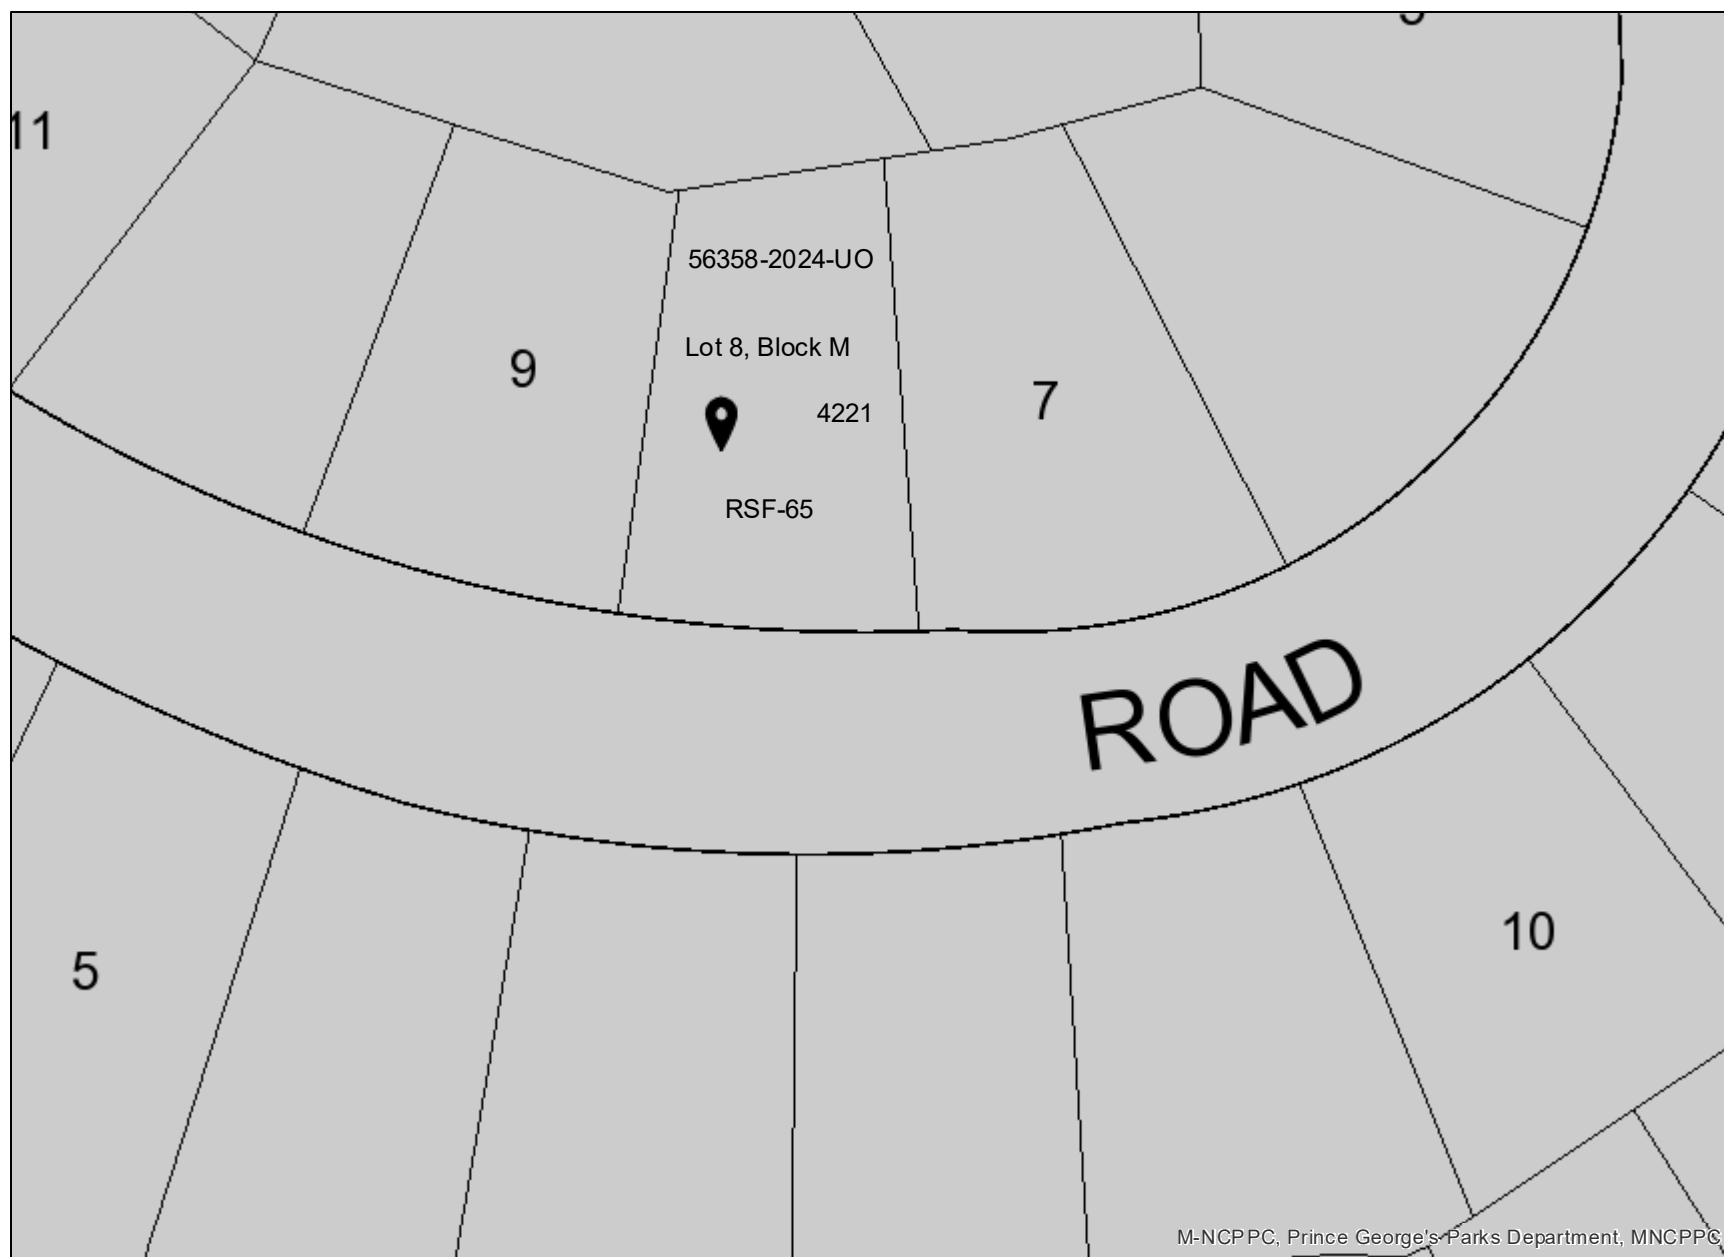 11
56358-2024-UO
Lot 8, Block M
9
4221
7
RSF-65
ROAD
10
5
M-NCPPC, Prince George's Parks Department, MNCPPC